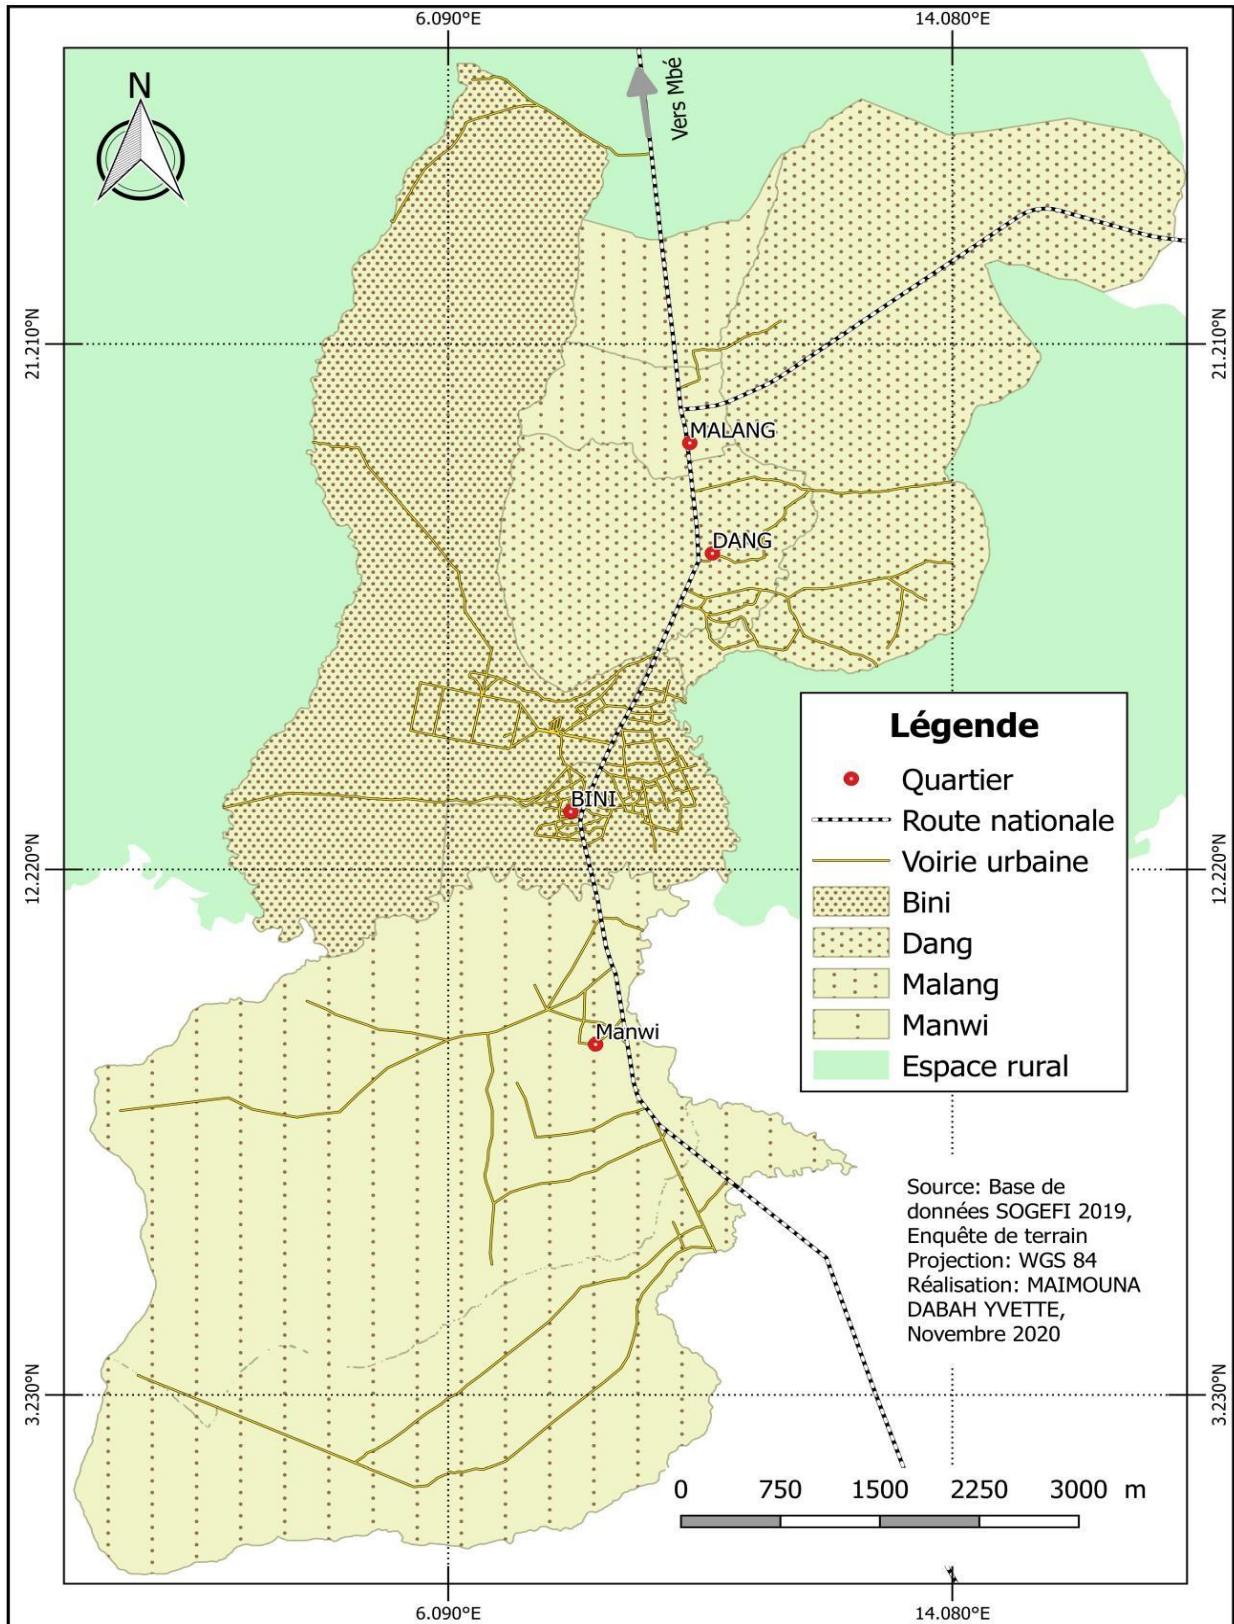 6.090°E
14.080°E
N
Vers Mbé
21.210°N
21.210°N
MALANG
DANG
BINI
Manwi
12.220°N
12.220°N
Légende
Quartier
Route nationale
Voirie urbaine
Bini
Dang
Malang
Manwi
Espace rural
Source: Base de
données SOGEFI 2019,
Enquête de terrain
Projection: WGS 84
Réalisation: MAIMOUNA
DABAH YVETTE,
Novembre 2020
3.230°N
3.230°N
0 750 1500 2250 3000 m
6.090°E
14.080°E